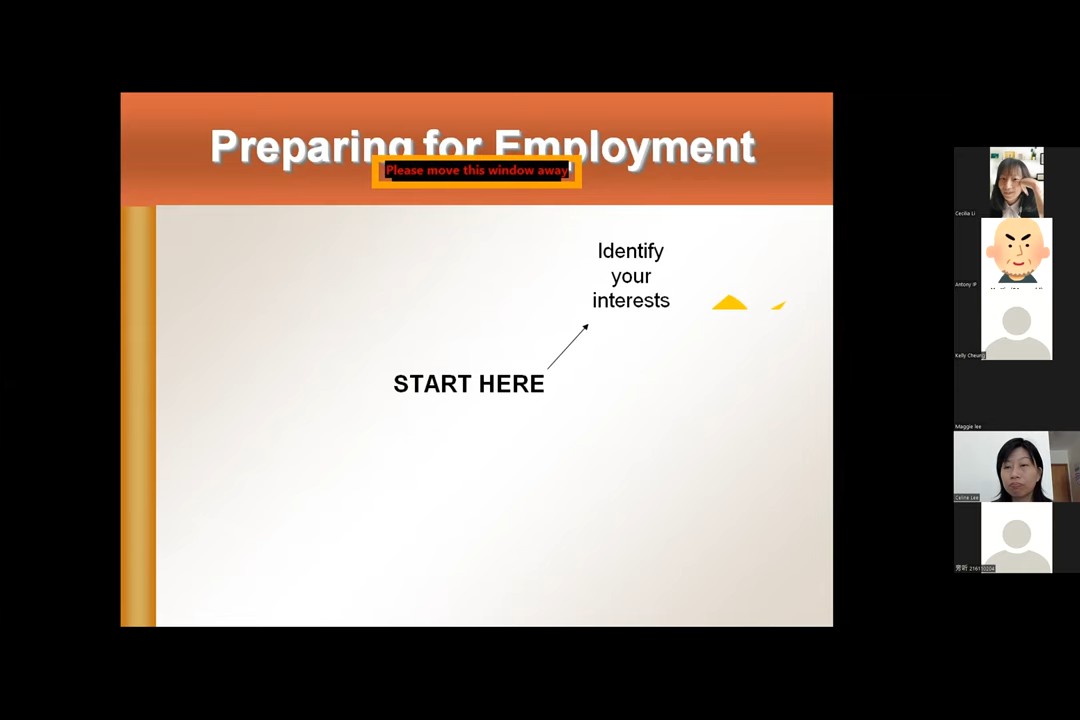 Preparing for Employment
Please move this window away
Identify
your
interests
START HERE
Cecilia Li
Antony IP
Kelly Cheung
Maggie lee
Celine Lee